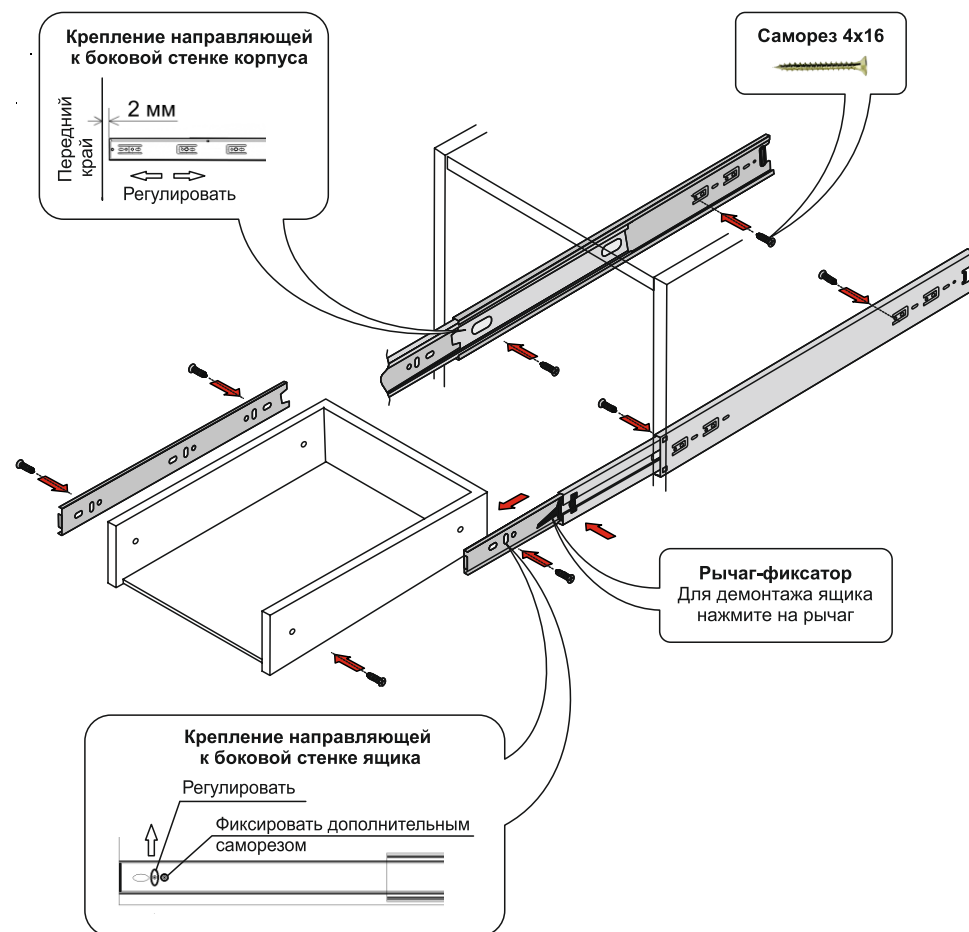 Крепление направляющей
к боковой стенке корпуса
Передний
край
2 мм
Регулировать
Саморез 4х16
Рычаг-фиксатор
Для демонтажа ящика
нажмите на рычаг
Крепление направляющей
к боковой стенке ящика
Регулировать
Фиксировать дополнительным
саморезом